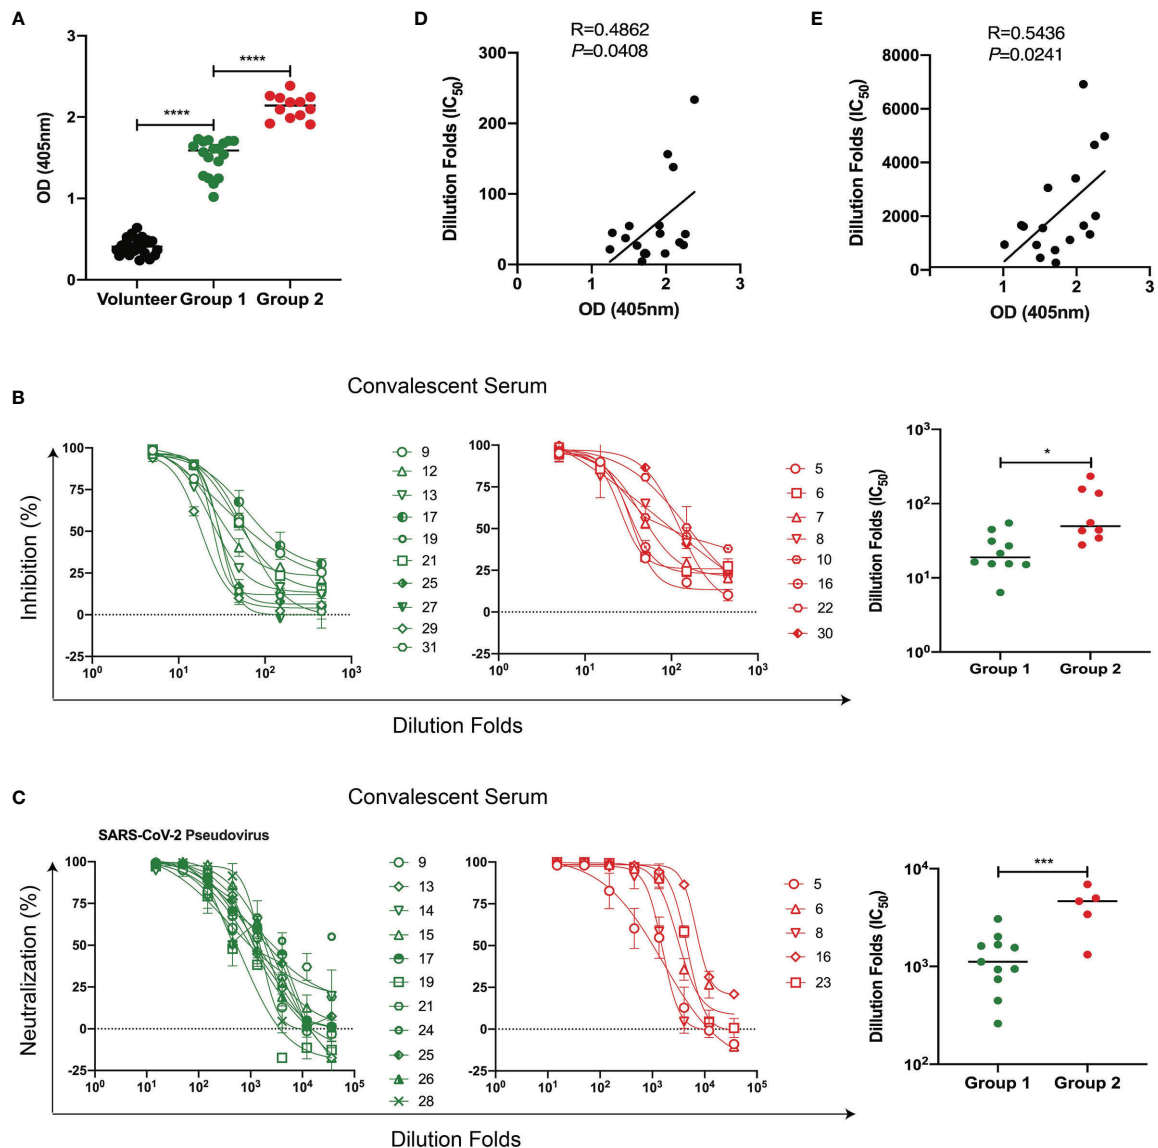 A
3
2
1
0
OD (405nm)
****
****
Volunteer Group 1 Group 2
D
R=0.4862
P=0.0408
300
200
100
0
Dillution Folds (IC50)
0 1 2 3
OD (405nm)
E
R=0.5436
P=0.0241
8000
6000
4000
2000
0
Dillution Folds (IC50)
1 2 3
OD (405nm)
B
Convalescent Serum
Inhibition (%)
100
75
50
25
0
-25
10^0 10^1 10^2 10^3
9
12
13
17
19
21
25
27
29
31
100
75
50
25
0
-25
10^0 10^1 10^2 10^3
5
6
7
8
10
16
22
30
Dilution Folds
10^3
10^2
10^1
10^0
Dillution Folds (IC50)
*
Group 1 Group 2
C
Convalescent Serum
SARS-CoV-2 Pseudovirus
Neutralization (%)
100
75
50
25
0
-25
10^0 10^1 10^2 10^3 10^4 10^5
9
13
14
15
17
19
21
24
25
26
28
100
75
50
25
0
-25
10^0 10^1 10^2 10^3 10^4 10^5
5
6
8
16
23
Dilution Folds
10^4
10^3
10^2
Dillution Folds (IC50)
***
Group 1 Group 2